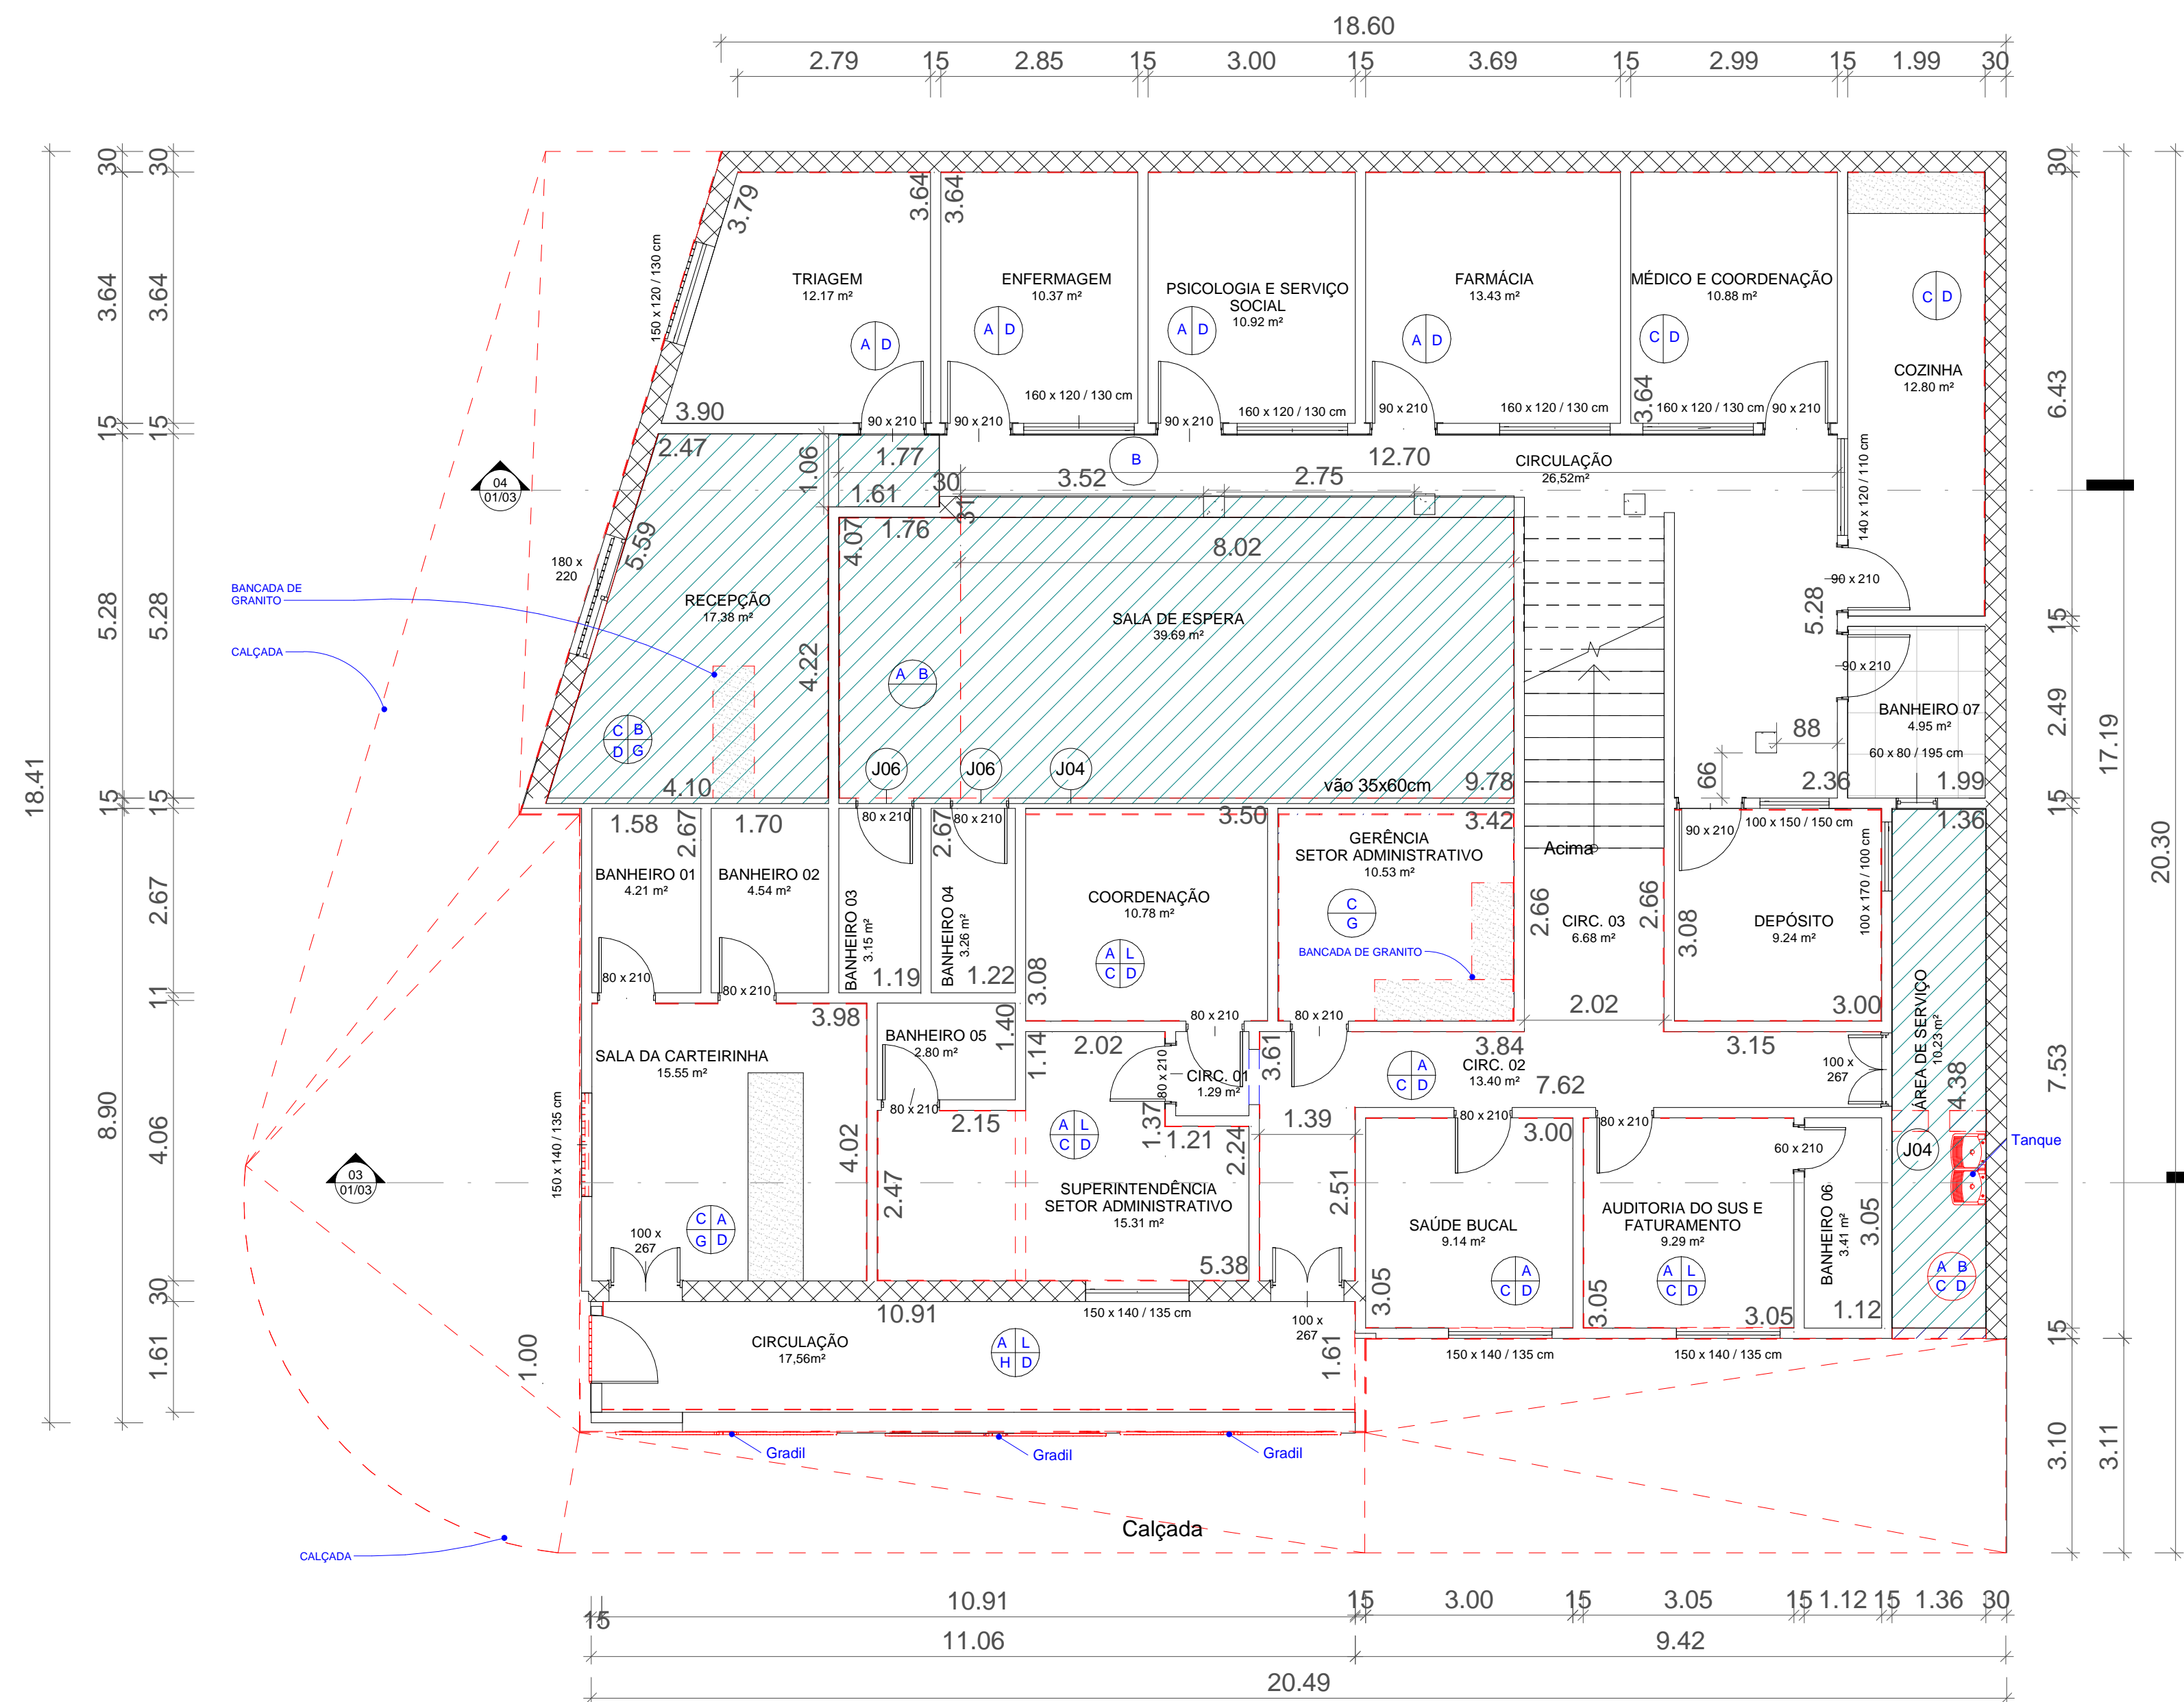 18.60
2.79 15 2.85 15 3.00 15 3.69 15 2.99 15 1.99 30
30 30 30
3.79 3.64 3.64
150 x 120 / 130 cm
TRIAGEM
12.17 m²
A D
ENFERMAGEM
10.37 m²
A D
PSICOLOGIA E SERVIÇO
SOCIAL
10.92 m²
A D
FARMÁCIA
13.43 m²
A D
MÉDICO E COORDENAÇÃO
10.88 m²
C D
COZINHA
12.80 m²
C D
3.64 3.64 6.43
3.90
90 x 210
90 x 210
160 x 120 / 130 cm
90 x 210
160 x 120 / 130 cm
90 x 210
160 x 120 / 130 cm
3.64
160 x 120 / 130 cm
90 x 210
15 15
2.47
1.06
1.77
1.61
30
31
3.52
B
2.75
12.70
CIRCULAÇÃO
26,52m²
140 x 120 / 110 cm
04
01/03
5.59
4.07
1.76
8.02
180 x
220
90 x 210
5.28
BANCADA DE
GRANITO
CALÇADA
RECEPÇÃO
17.38 m²
SALA DE ESPERA
39.69 m²
5.28 5.28
4.22
A B
C B
D G
4.10
J06
J06
J04
vão 35x60cm
9.78
N
15
90 x 210
BANHEIRO 07
4.95 m²
60 x 80 / 195 cm
88
66
2.36
1.99
2.49
17.19
18.41
20.30
15 15 15
1.58
2.67
1.70
80 x 210
2.67
80 x 210
3.50
3.42
GERÊNCIA
SETOR ADMINISTRATIVO
10.53 m²
C
G
BANCADA DE GRANITO
Acima
90 x 210
100 x 150 / 150 cm
1.36
100 x 170 / 100 cm
BANHEIRO 01
4.21 m²
BANHEIRO 02
4.54 m²
BANHEIRO 03
3.15 m²
BANHEIRO 04
3.26 m²
COORDENAÇÃO
10.78 m²
A L
C D
2.66
CIRC. 03
6.68 m²
2.66
3.08
DEPÓSITO
9.24 m²
2.67
80 x 210
80 x 210
1.19
1.22
3.08
2.02
3.00
ÁREA DE SERVIÇO
10.23 m²
11
3.98
80 x 210
80 x 210
SALA DA CARTEIRINHA
15.55 m²
BANHEIRO 05
2.80 m²
1.40
1.14
2.02
80 x 210
CIRC. 01
1.29 m²
3.61
3.84
CIRC. 02
13.40 m²
A
C D
7.62
3.15
100 x
267
4.38
7.53
8.90
4.06
150 x 140 / 135 cm
80 x 210
2.15
A L
C D
1.37
1.21
2.24
1.39
80 x 210
3.00
80 x 210
60 x 210
J04
Tanque
4.02
2.47
SUPERINTENDÊNCIA
SETOR ADMINISTRATIVO
15.31 m²
2.51
SAÚDE BUCAL
9.14 m²
A
C D
AUDITORIA DO SUS E
FATURAMENTO
9.29 m²
A L
C D
BANHEIRO 06
3.41 m²
3.05
03
01/03
C A
G D
100 x
267
5.38
3.05
3.05
3.05
1.12
A B
C D
30
10.91
150 x 140 / 135 cm
100 x
267
15
1.61
1.00
CIRCULAÇÃO
17,56m²
A L
H D
1.61
150 x 140 / 135 cm
150 x 140 / 135 cm
3.10
3.11
Gradil
Gradil
Gradil
Calçada
CALÇADA
15 10.91 15 3.00 15 3.05 15 1.12 15 1.36 30
11.06 9.42
20.49